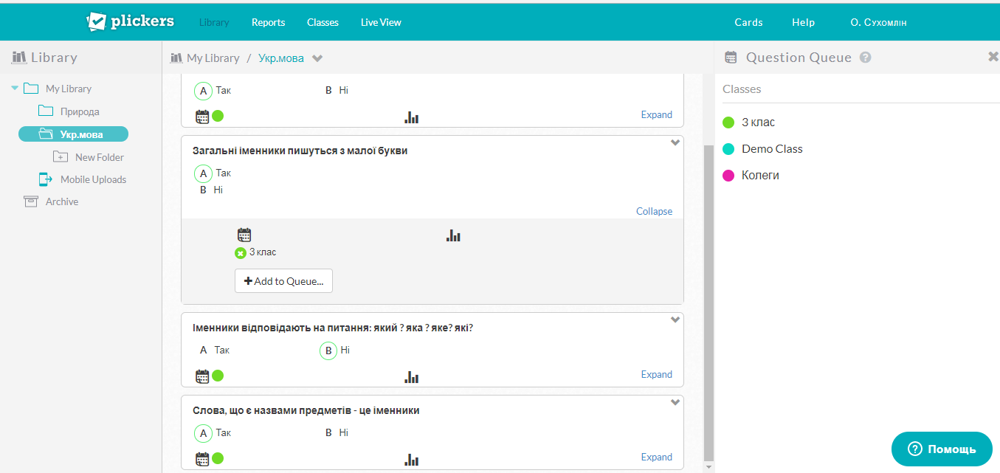 plickers
Library Reports Classes Live View Cards Help О. Сухомлін
Library
My Library
Природа
Укр.мова
New Folder
Mobile Uploads
Archive
My Library / Укр.мова
A Так B Ні
Expand
Загальні іменники пишуться з малої букви
A Так
B Ні
Collapse
3 клас
Add to Queue...
Іменники відповідають на питання: який ? яка ? яке? які?
A Так B Ні
Expand
Слова, що є назвами предметів - це іменники
A Так B Ні
Expand
Question Queue ?
Classes
3 клас
Demo Class
Колеги
? Помощь